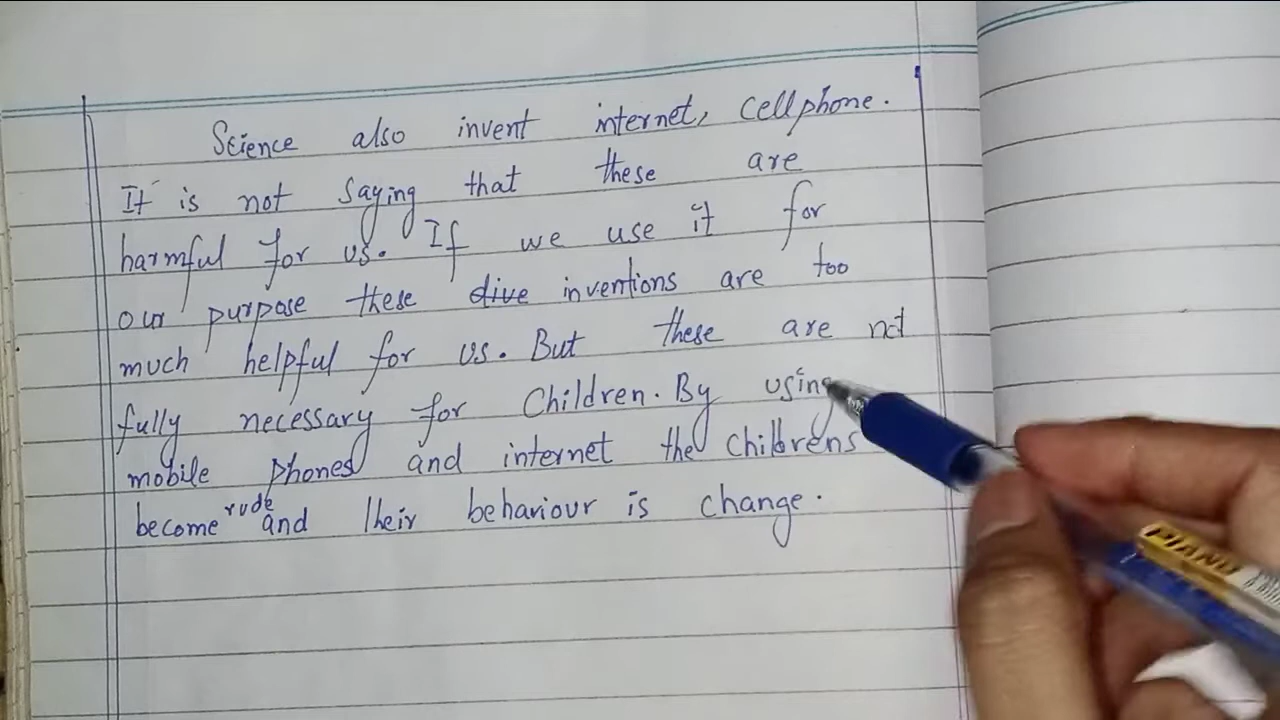 Science also invent internet, cellphone.
It is not saying that these are
harmful for us. If we use it for
our purpose these dive inventions are too
much helpful for us. But these are not
fully necessary for Children. By using
mobile phones and internet the childrens
become rude and their behaviour is change.
PIANO